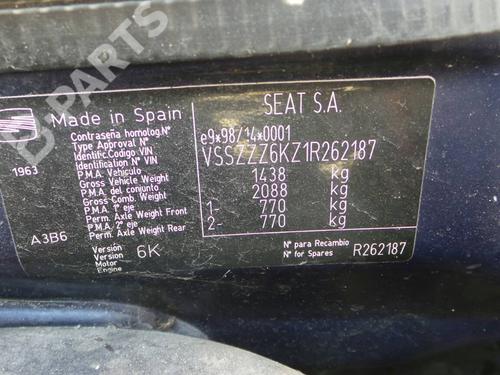 Made in Spain
SEAT S.A.
Contraseña homolog.Nº
Type Approval Nº
e9*98/14*0001
Identific.Codigo VIN
Identification Nº VIN
VSSZZZ6KZ1R262187
1963
P.M.A. Vehiculo
Gross Vehicle Weight
1438 kg
P.M.A. del conjunto
Gross Comb. Weight
2088 kg
P.M.A. 1º eje
Perm. Axle Weight Front
1- 770 kg
P.M.A. 2º eje
Perm. Axle Weight Rear
2- 770 kg
A3B6
Versión
Version
Motor
Engine
6K
Nº para Recambio
Nº for Spares
R262187
B-PARTS